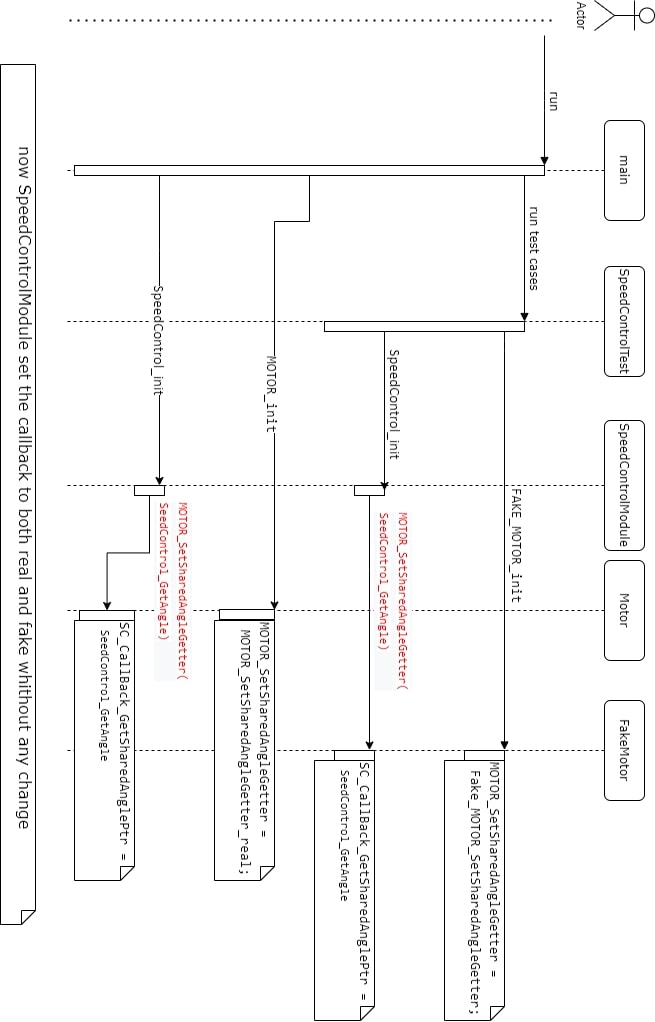 main
SpeedControlTest
SpeedControlModule
Motor
FakeMotor
Actor
run
run test cases
FAKE_MOTOR_init
MOTOR_SetSharedAngleGetter =
Fake_MOTOR_SetSharedAngleGetter;
SpeedControl_init
MOTOR_SetSharedAngleGetter(
SeedControl_GetAngle)
SC_CallBack_GetSharedAnglePtr =
SeedControl_GetAngle
MOTOR_init
MOTOR_SetSharedAngleGetter =
MOTOR_SetSharedAngleGetter_real;
SpeedControl_init
MOTOR_SetSharedAngleGetter(
SeedControl_GetAngle)
SC_CallBack_GetSharedAnglePtr =
SeedControl_GetAngle
now SpeedControlModule set the callback to both real and fake whithout any change